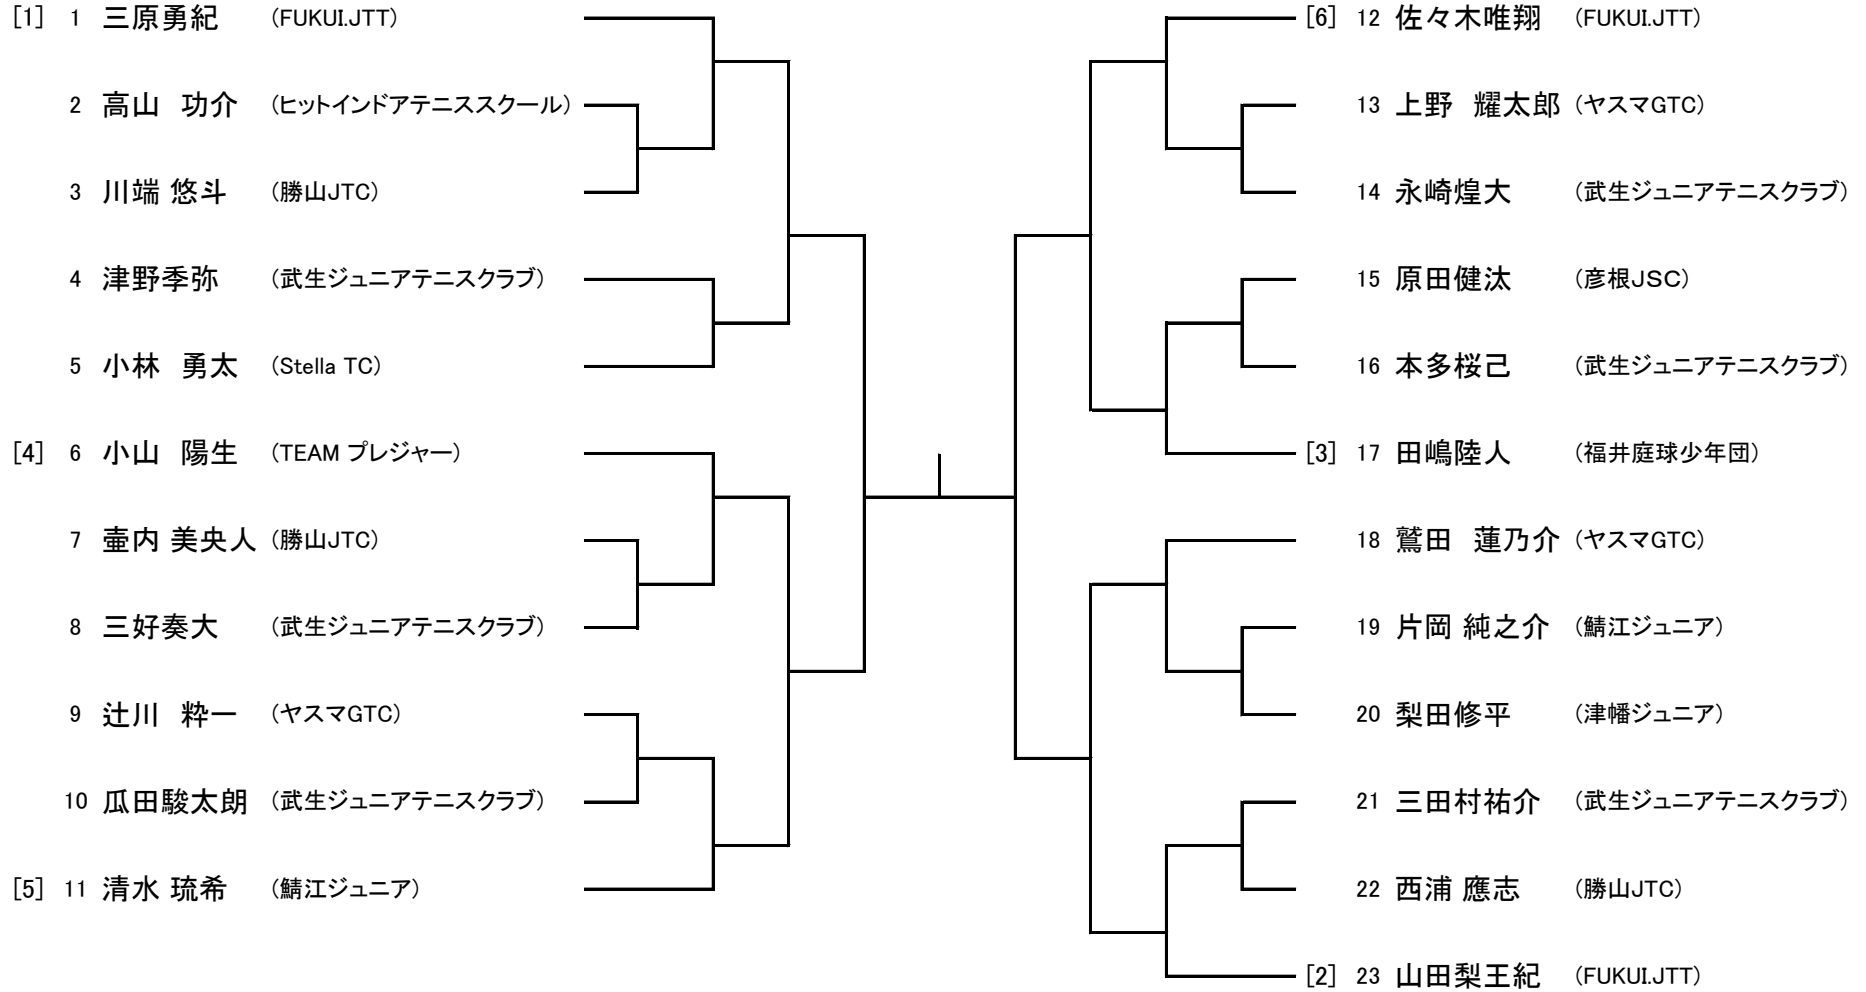 [1] 1 三原勇紀 (FUKUI.JTT)
2 高山　功介 (ヒットインドアテニススクール)
3 川端 悠斗 (勝山JTC)
4 津野季弥 (武生ジュニアテニスクラブ)
5 小林　勇太 (Stella TC)
[4] 6 小山　陽生 (TEAM プレジャー)
7 壷内 美央人 (勝山JTC)
8 三好奏大 (武生ジュニアテニスクラブ)
9 辻川　粋一 (ヤスマGTC)
10 瓜田駿太朗 (武生ジュニアテニスクラブ)
[5] 11 清水 琉希 (鯖江ジュニア)
[6] 12 佐々木唯翔 (FUKUI.JTT)
13 上野　耀太郎 (ヤスマGTC)
14 永崎煌大 (武生ジュニアテニスクラブ)
15 原田健汰 (彦根JSC)
16 本多桜己 (武生ジュニアテニスクラブ)
[3] 17 田嶋陸人 (福井庭球少年団)
18 鷲田　蓮乃介 (ヤスマGTC)
19 片岡 純之介 (鯖江ジュニア)
20 梨田修平 (津幡ジュニア)
21 三田村祐介 (武生ジュニアテニスクラブ)
22 西浦 應志 (勝山JTC)
[2] 23 山田梨王紀 (FUKUI.JTT)